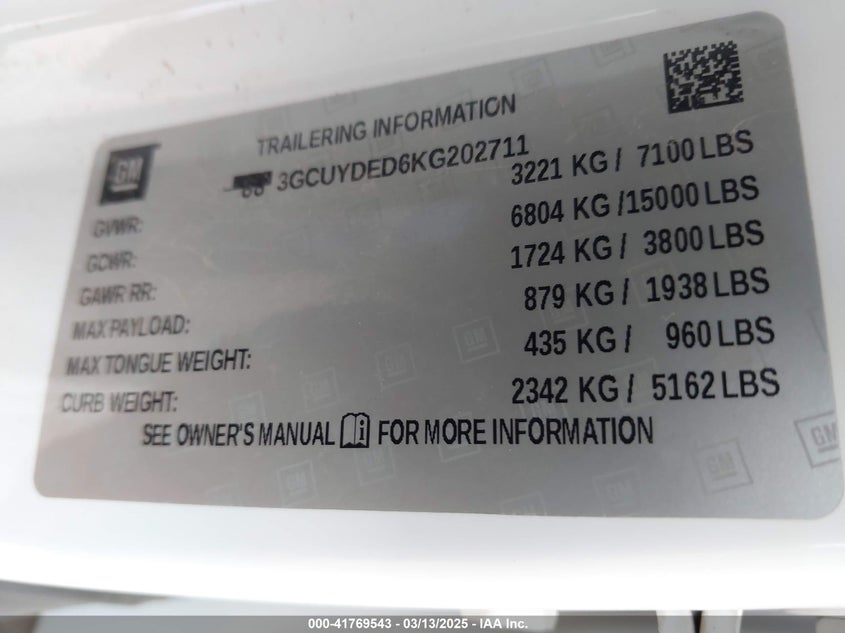 GM
TRAILERING INFORMATION
3GCUYDED6KG202711
GVWR: 3221 KG / 7100 LBS
GCWR: 6804 KG / 15000 LBS
GAWR RR: 1724 KG / 3800 LBS
MAX PAYLOAD: 879 KG / 1938 LBS
MAX TONGUE WEIGHT: 435 KG / 960 LBS
CURB WEIGHT: 2342 KG / 5162 LBS
SEE OWNER'S MANUAL FOR MORE INFORMATION
000-41769543 - 03/13/2025 - IAA Inc.